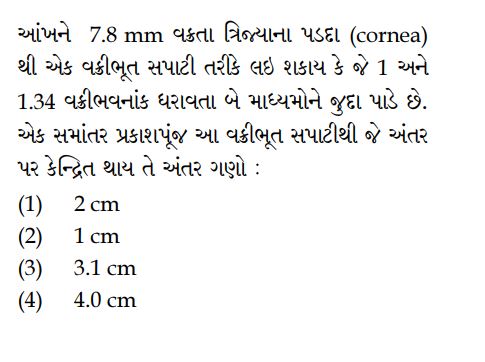 આંખને 7.8 mm વક્રતા ત્રિજ્યાના પડદા (cornea)
થી એક વક્રીભૂત સપાટી તરીકે લઇ શકાય કે જે 1 અને
1.34 વક્રીભવનાંક ધરાવતા બે માધ્યમોને જુદા પાડે છે.
એક સમાંતર પ્રકાશપૂંજ આ વક્રીભૂત સપાટીથી જે અંતર
પર કેન્દ્રિત થાય તે અંતર ગણો :
(1) 2 cm
(2) 1 cm
(3) 3.1 cm
(4) 4.0 cm